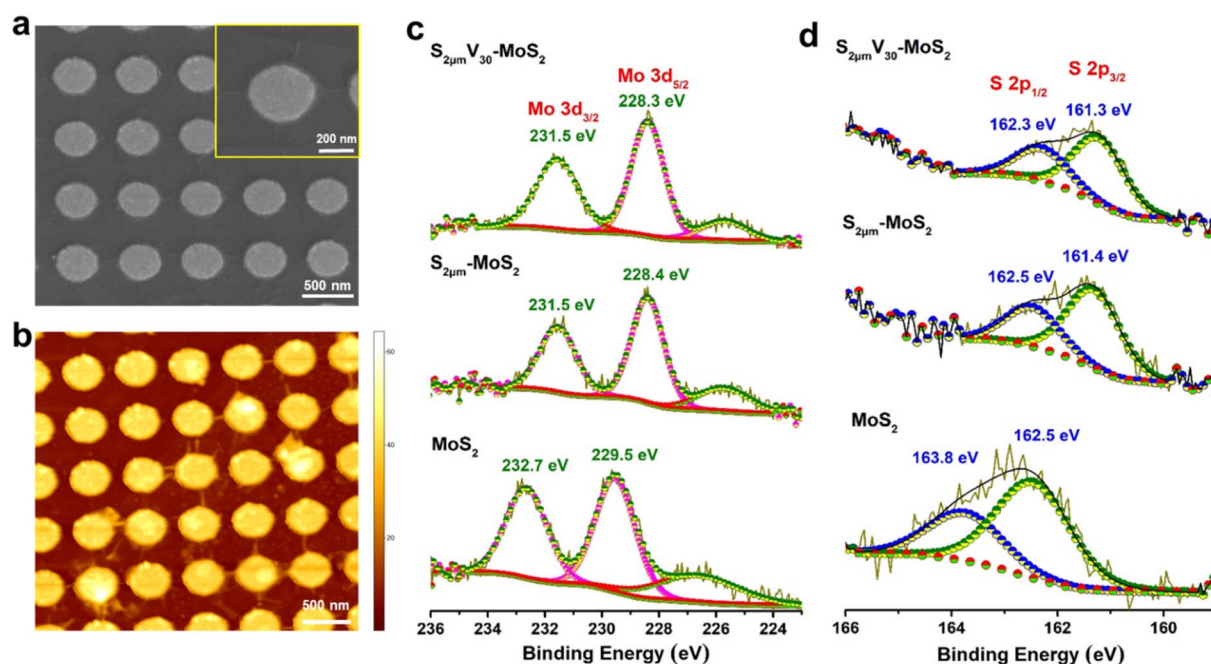 a
200 nm
500 nm
b
60
40
20
500 nm
c
S2μmV30-MoS2
Mo 3d3/2
231.5 eV
Mo 3d5/2
228.3 eV
S2μm-MoS2
231.5 eV
228.4 eV
MoS2
232.7 eV
229.5 eV
236 234 232 230 228 226 224
Binding Energy (eV)
d
S2μmV30-MoS2
S 2p1/2
162.3 eV
S 2p3/2
161.3 eV
S2μm-MoS2
162.5 eV
161.4 eV
MoS2
163.8 eV
162.5 eV
166 164 162 160
Binding Energy (eV)